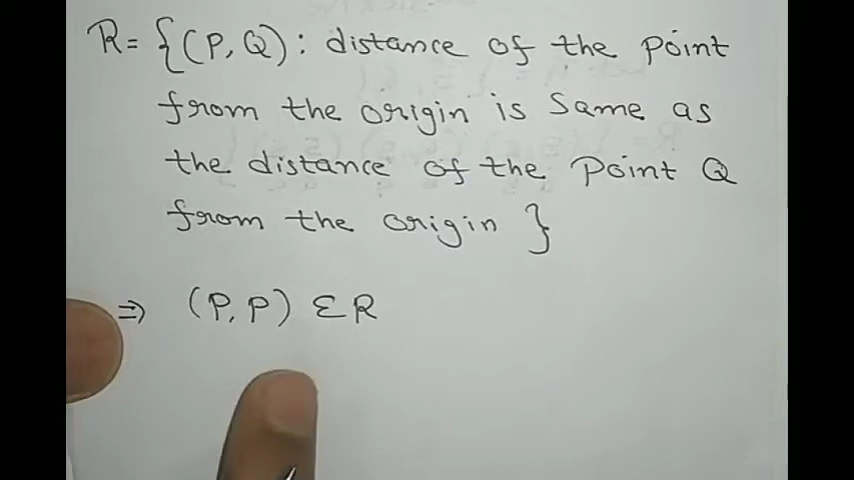 R = {(P, Q) : distance of the point
from the origin is same as
the distance of the point Q
from the origin }
⇒ (P, P) ∈ R